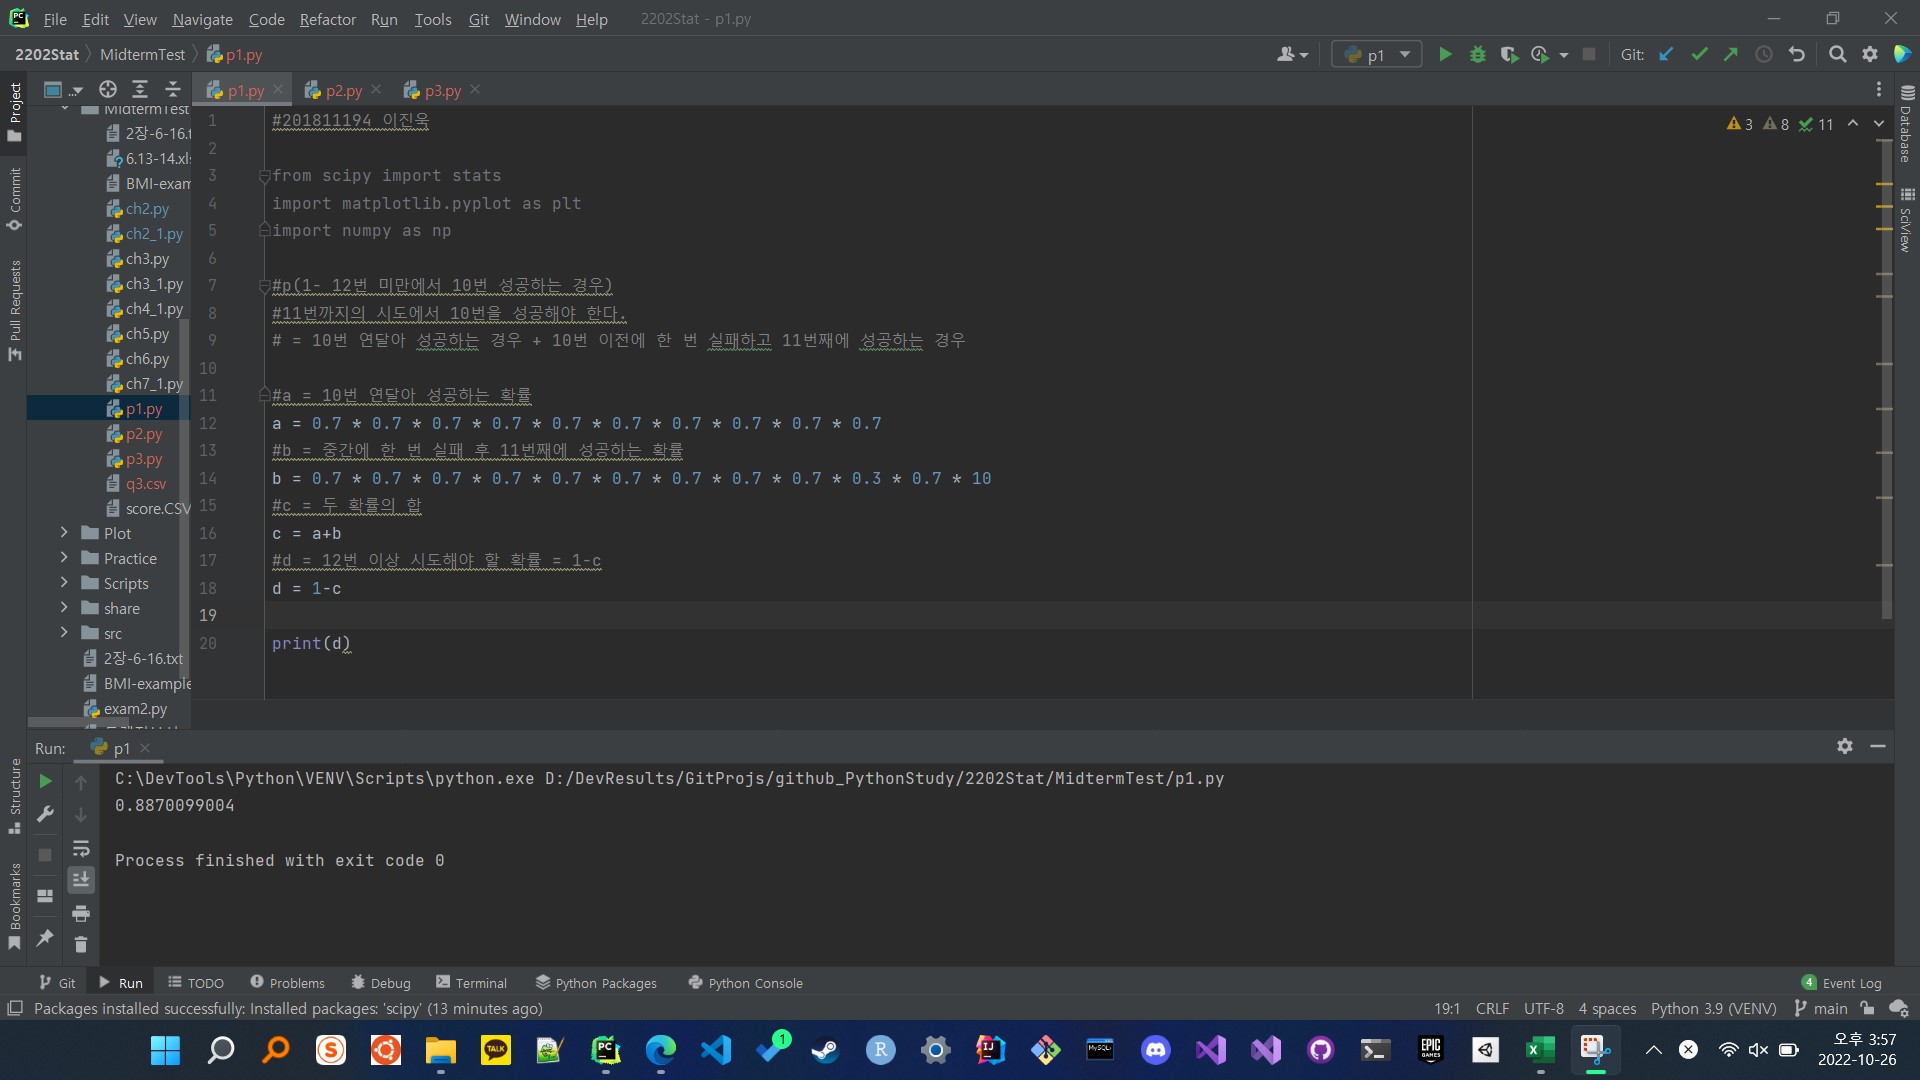 File Edit View Navigate Code Refactor Run Tools Git Window Help 2202Stat - p1.py
2202Stat MidtermTest p1.py
p1
Git:
Project
p1.py p2.py p3.py
MidtermTest
2장-6-16.t
6.13-14.xls
BMI-exam
ch2.py
ch2_1.py
ch3.py
ch3_1.py
ch4_1.py
ch5.py
ch6.py
ch7_1.py
p1.py
p2.py
p3.py
q3.csv
score.CSV
Plot
Practice
Scripts
share
src
2장-6-16.txt
BMI-example
exam2.py
Commit
Pull Requests
Structure
Bookmarks
Database
SciView
3 8 11
1 #201811194 이진욱
2
3 from scipy import stats
4 import matplotlib.pyplot as plt
5 import numpy as np
6
7 #p(1- 12번 미만에서 10번 성공하는 경우)
8 #11번까지의 시도에서 10번을 성공해야 한다.
9 # = 10번 연달아 성공하는 경우 + 10번 이전에 한 번 실패하고 11번째에 성공하는 경우
10
11 #a = 10번 연달아 성공하는 확률
12 a = 0.7 * 0.7 * 0.7 * 0.7 * 0.7 * 0.7 * 0.7 * 0.7 * 0.7 * 0.7
13 #b = 중간에 한 번 실패 후 11번째에 성공하는 확률
14 b = 0.7 * 0.7 * 0.7 * 0.7 * 0.7 * 0.7 * 0.7 * 0.7 * 0.7 * 0.3 * 0.7 * 10
15 #c = 두 확률의 합
16 c = a+b
17 #d = 12번 이상 시도해야 할 확률 = 1-c
18 d = 1-c
19
20 print(d)
Run: p1
C:\DevTools\Python\VENV\Scripts\python.exe D:/DevResults/GitProjs/github_PythonStudy/2202Stat/MidtermTest/p1.py
0.8870099004
Process finished with exit code 0
Git Run TODO Problems Debug Terminal Python Packages Python Console
4 Event Log
Packages installed successfully: Installed packages: 'scipy' (13 minutes ago)
19:1 CRLF UTF-8 4 spaces Python 3.9 (VENV) main
S
TALK
PC
1
R
IJ
MySQL
EPIC GAMES
오후 3:57
2022-10-26